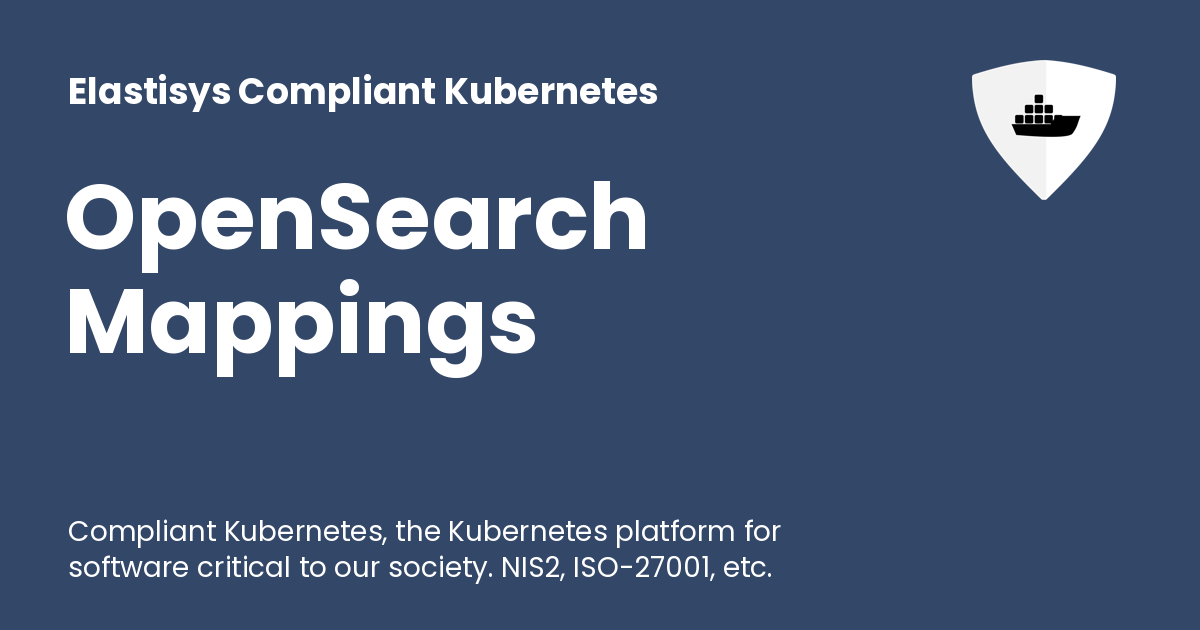 Elastisys Compliant Kubernetes
OpenSearch
Mappings
Compliant Kubernetes, the Kubernetes platform for
software critical to our society. NIS2, ISO-27001, etc.